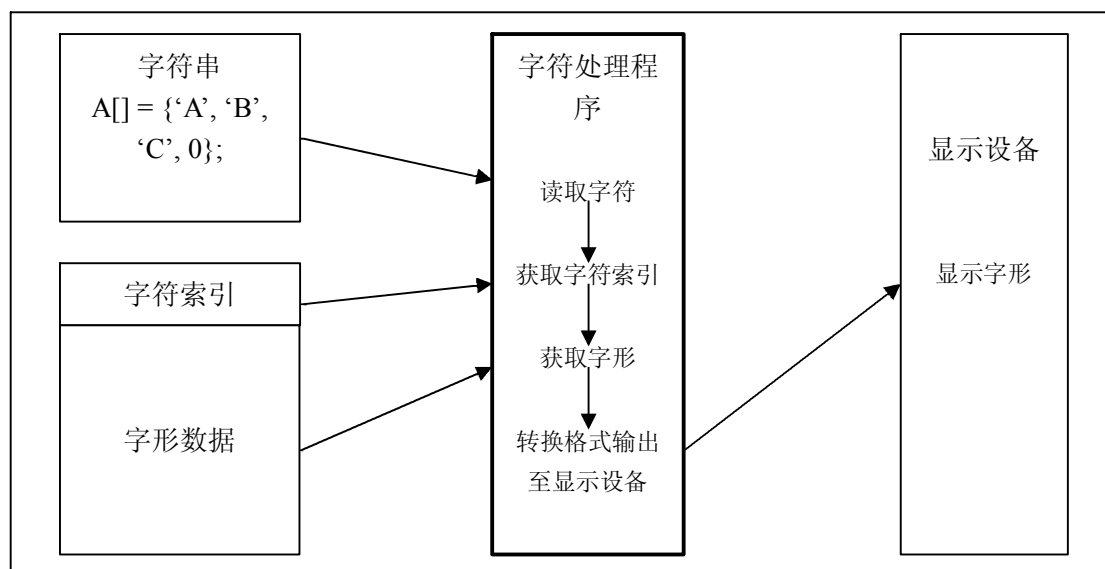 字符串
A[] = {‘A’, ‘B’,
‘C’, 0};
字符索引
字形数据
字符处理程
序
读取字符
获取字符索引
获取字形
转换格式输出
至显示设备
显示设备
显示字形